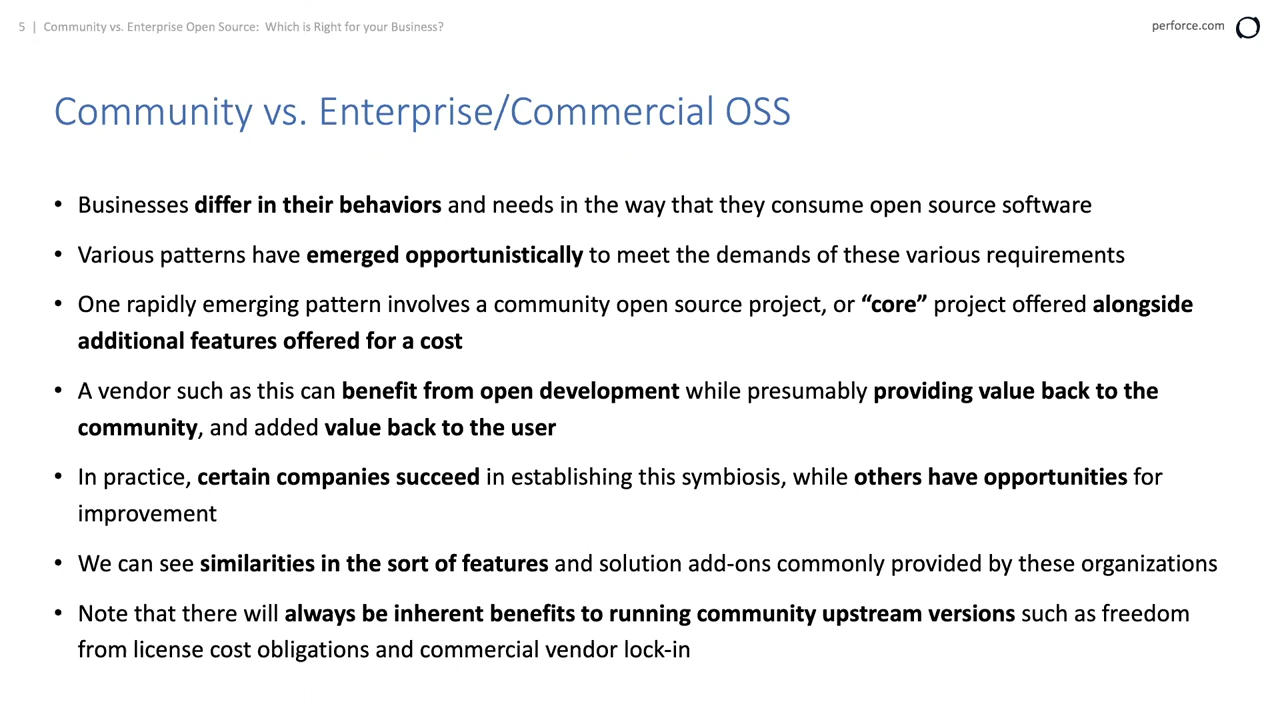 5 | Community vs. Enterprise Open Source: Which is Right for your Business?
perforce.com
Community vs. Enterprise/Commercial OSS
• Businesses differ in their behaviors and needs in the way that they consume open source software
• Various patterns have emerged opportunistically to meet the demands of these various requirements
• One rapidly emerging pattern involves a community open source project, or “core” project offered alongside
additional features offered for a cost
• A vendor such as this can benefit from open development while presumably providing value back to the
community, and added value back to the user
• In practice, certain companies succeed in establishing this symbiosis, while others have opportunities for
improvement
• We can see similarities in the sort of features and solution add-ons commonly provided by these organizations
• Note that there will always be inherent benefits to running community upstream versions such as freedom
from license cost obligations and commercial vendor lock-in